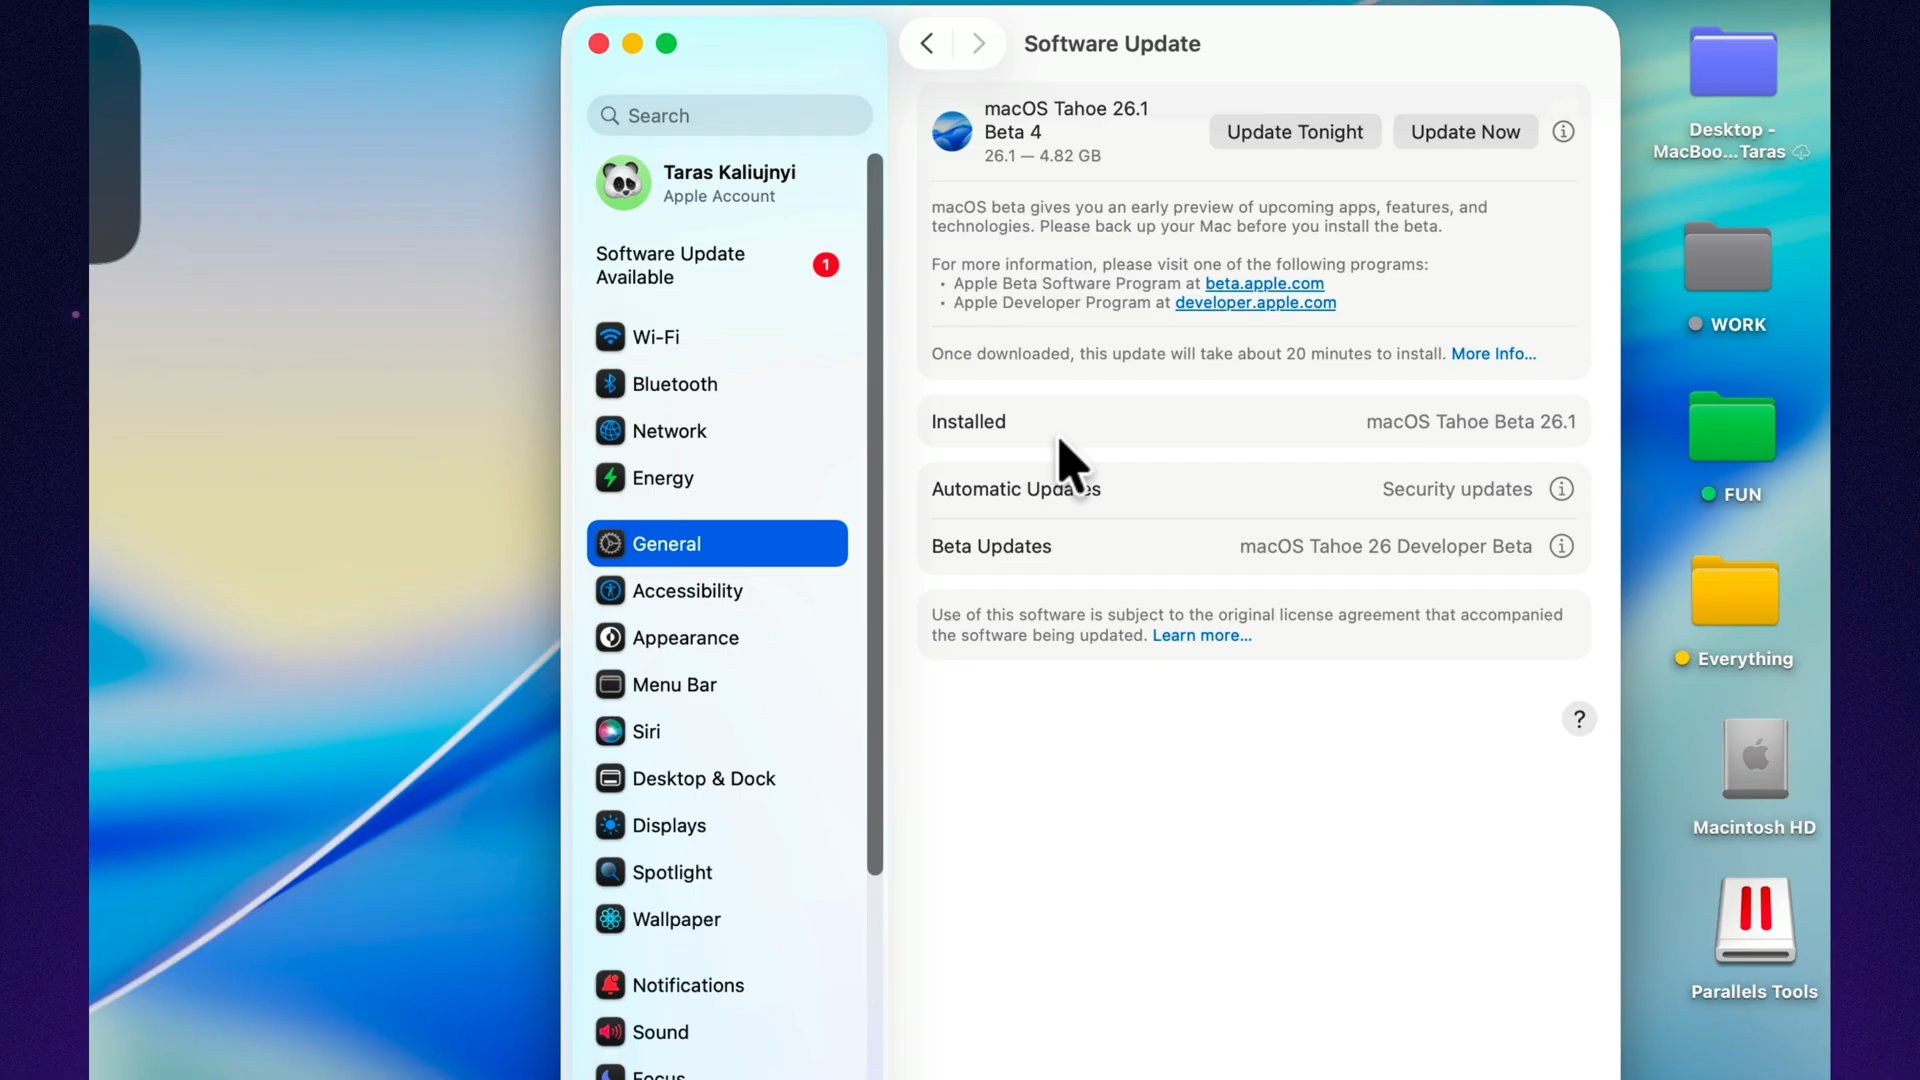 Search
Taras Kaliujnyi
Apple Account
Software Update
Available
1
Wi-Fi
Bluetooth
Network
Energy
General
Accessibility
Appearance
Menu Bar
Siri
Desktop & Dock
Displays
Spotlight
Wallpaper
Notifications
Sound
Focus
Software Update
macOS Tahoe 26.1
Beta 4
26.1 — 4.82 GB
Update Tonight
Update Now
macOS beta gives you an early preview of upcoming apps, features, and
technologies. Please back up your Mac before you install the beta.
For more information, please visit one of the following programs:
• Apple Beta Software Program at beta.apple.com
• Apple Developer Program at developer.apple.com
Once downloaded, this update will take about 20 minutes to install. More Info...
Installed
macOS Tahoe Beta 26.1
Automatic Updates
Security updates
Beta Updates
macOS Tahoe 26 Developer Beta
Use of this software is subject to the original license agreement that accompanied
the software being updated. Learn more...
?
Desktop -
MacBoo...Taras
WORK
FUN
Everything
Macintosh HD
Parallels Tools